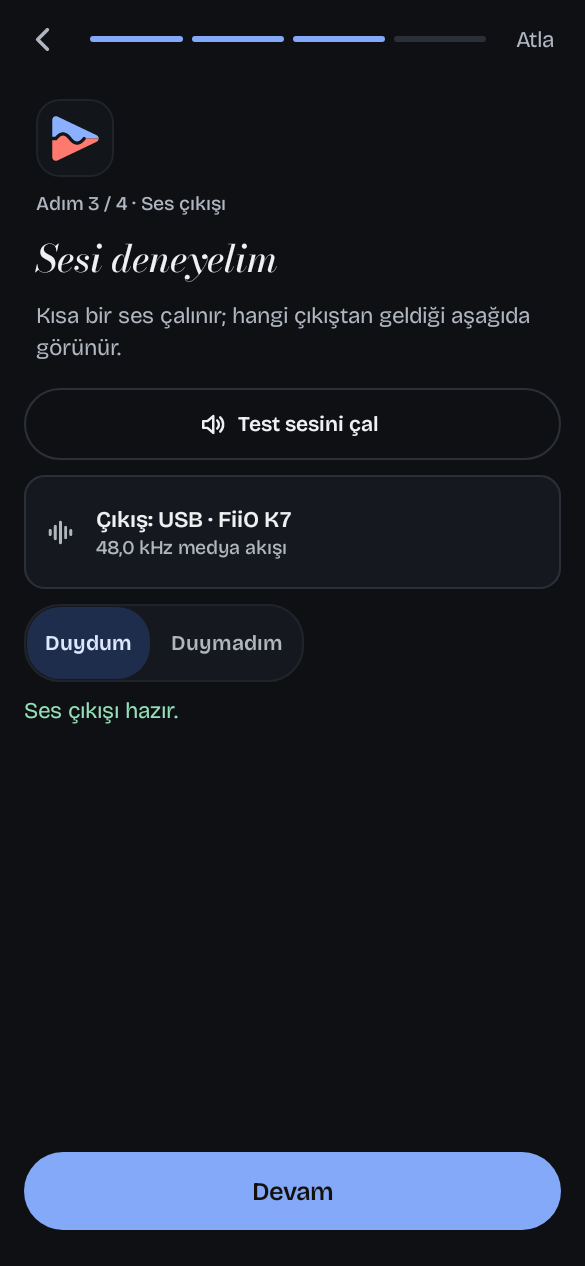 Atla
Adım 3 / 4 · Ses çıkışı
Sesi deneyelim
Kısa bir ses çalınır; hangi çıkıştan geldiği aşağıda
görünür.
Test sesini çal
Çıkış: USB · FiiO K7
48,0 kHz medya akışı
Duydum Duymadım
Ses çıkışı hazır.
Devam